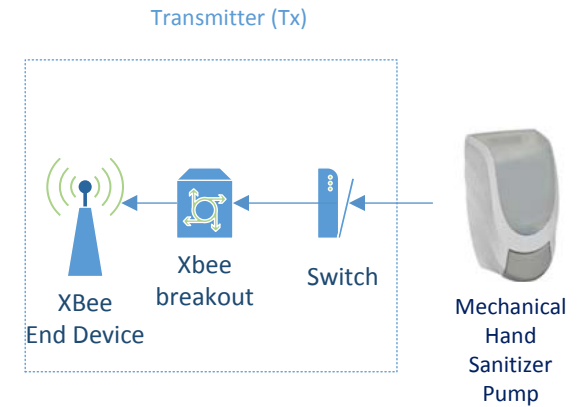 Transmitter (Tx)
XBee
End Device
Xbee
breakout
Switch
Mechanical
Hand
Sanitizer
Pump